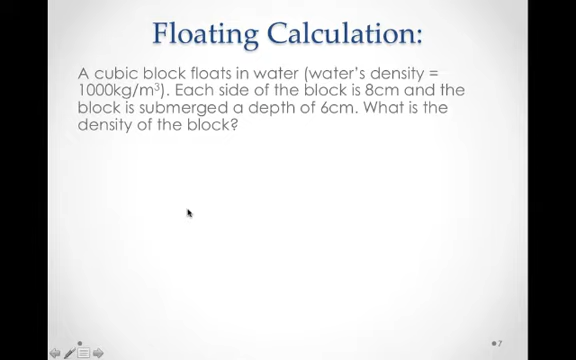 Floating Calculation:
A cubic block floats in water (water's density =
1000kg/m³). Each side of the block is 8cm and the
block is submerged a depth of 6cm. What is the
density of the block?
7